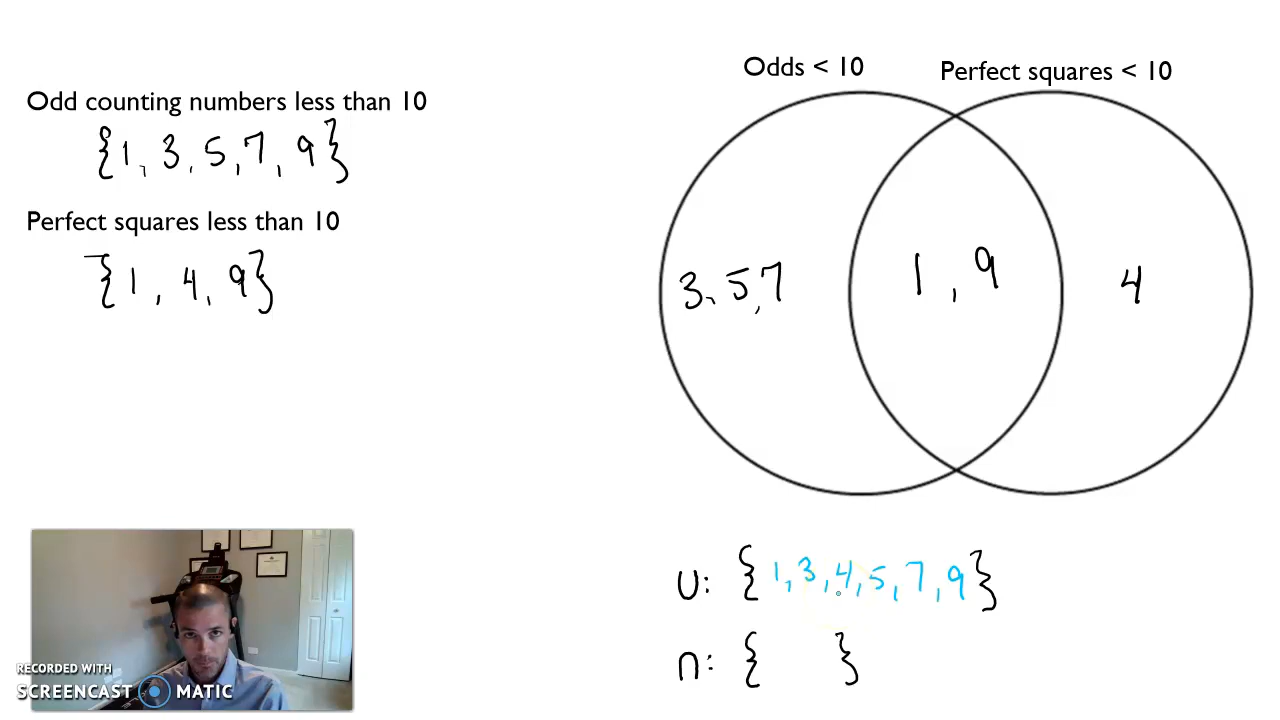 Odd counting numbers less than 10
{1, 3, 5, 7, 9}
Perfect squares less than 10
{1, 4, 9}
Odds < 10
Perfect squares < 10
3, 5, 7
1, 9
4
∪: {1, 3, 4, 5, 7, 9}
∩: { }
RECORDED WITH
SCREENCAST MATIC